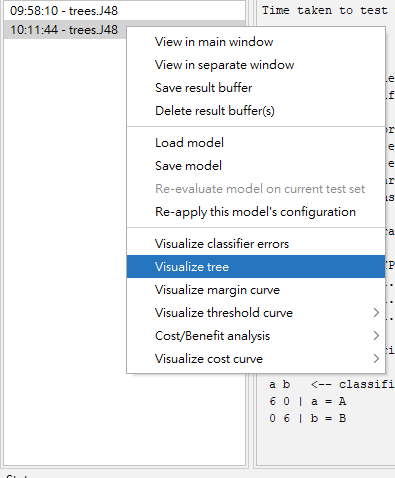 09:58:10 - trees.J48
10:11:44 - trees.J48
Time taken to test
View in main window
View in separate window
Save result buffer
Delete result buffer(s)
Load model
Save model
Re-evaluate model on current test set
Re-apply this model's configuration
Visualize classifier errors
Visualize tree
Visualize margin curve
Visualize threshold curve
Cost/Benefit analysis
Visualize cost curve
a b <-- classifi
6 0 | a = A
0 6 | b = B